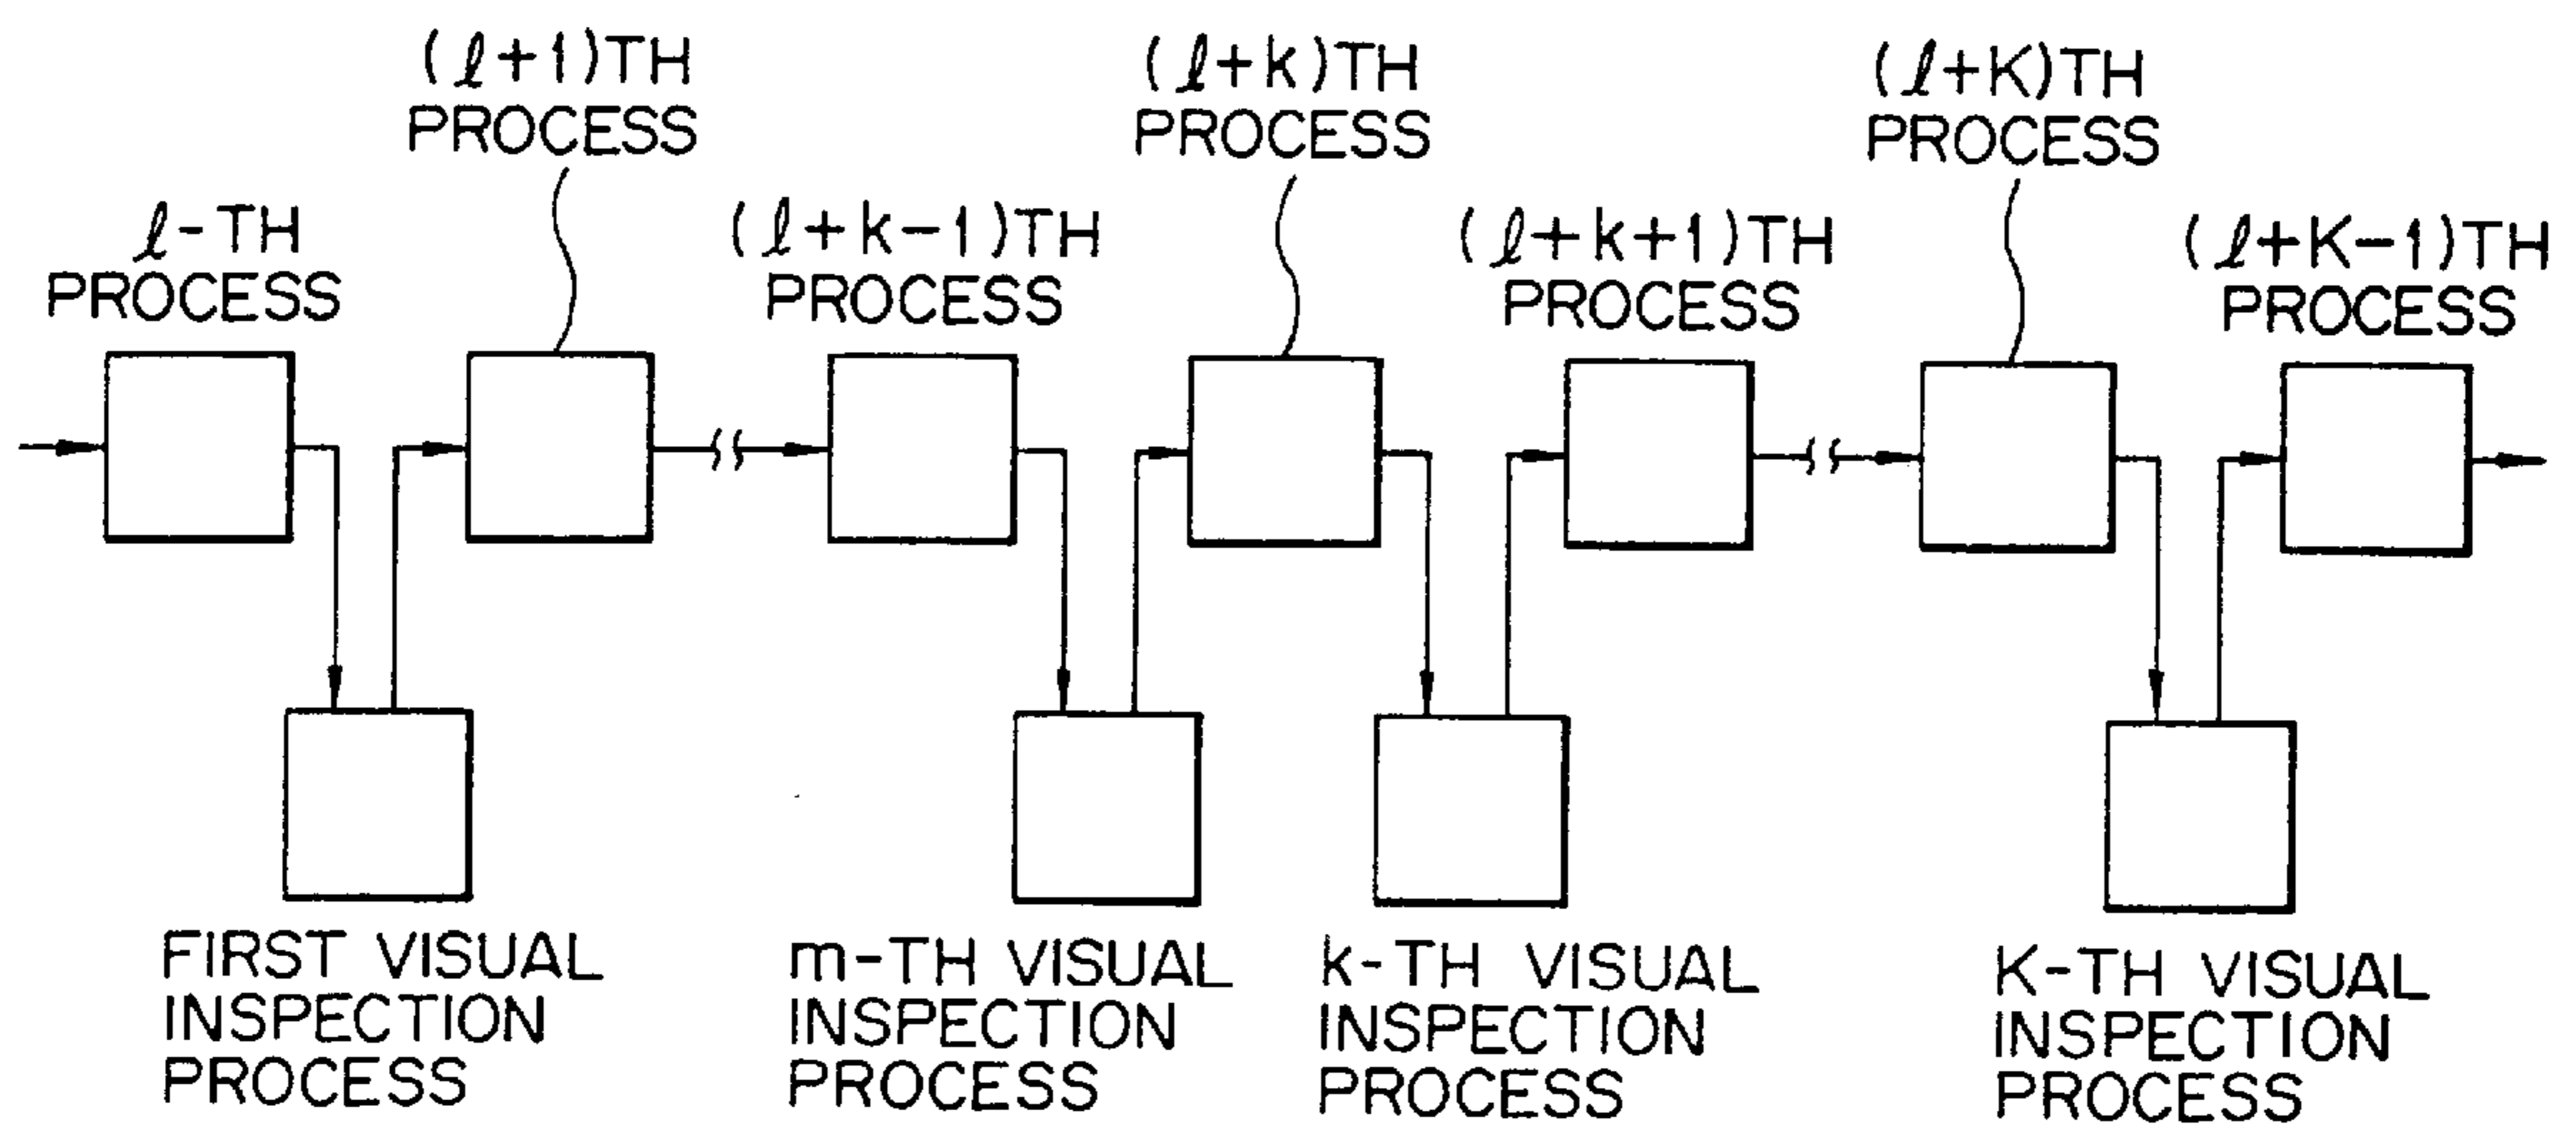 ℓ-TH
PROCESS
(ℓ+1)TH
PROCESS
(ℓ+k-1)TH
PROCESS
(ℓ+k)TH
PROCESS
(ℓ+k+1)TH
PROCESS
(ℓ+K)TH
PROCESS
(ℓ+K-1)TH
PROCESS
FIRST VISUAL
INSPECTION
PROCESS
m-TH VISUAL
INSPECTION
PROCESS
k-TH VISUAL
INSPECTION
PROCESS
K-TH VISUAL
INSPECTION
PROCESS